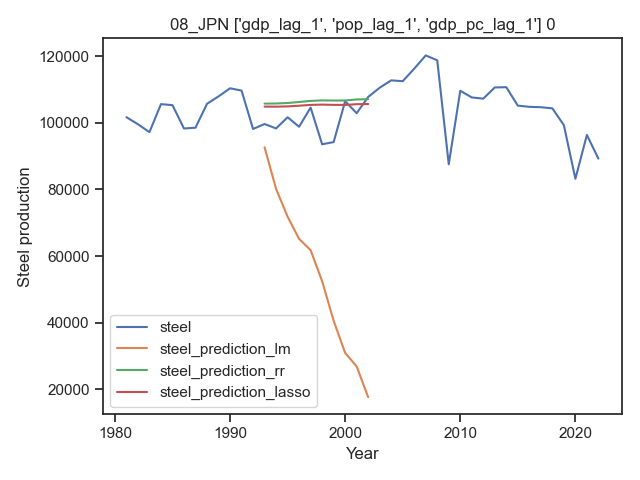 08_JPN ['gdp_lag_1', 'pop_lag_1', 'gdp_pc_lag_1'] 0
120000
100000
80000
60000
40000
20000
Steel production
steel
steel_prediction_lm
steel_prediction_rr
steel_prediction_lasso
1980
1990
2000
2010
2020
Year